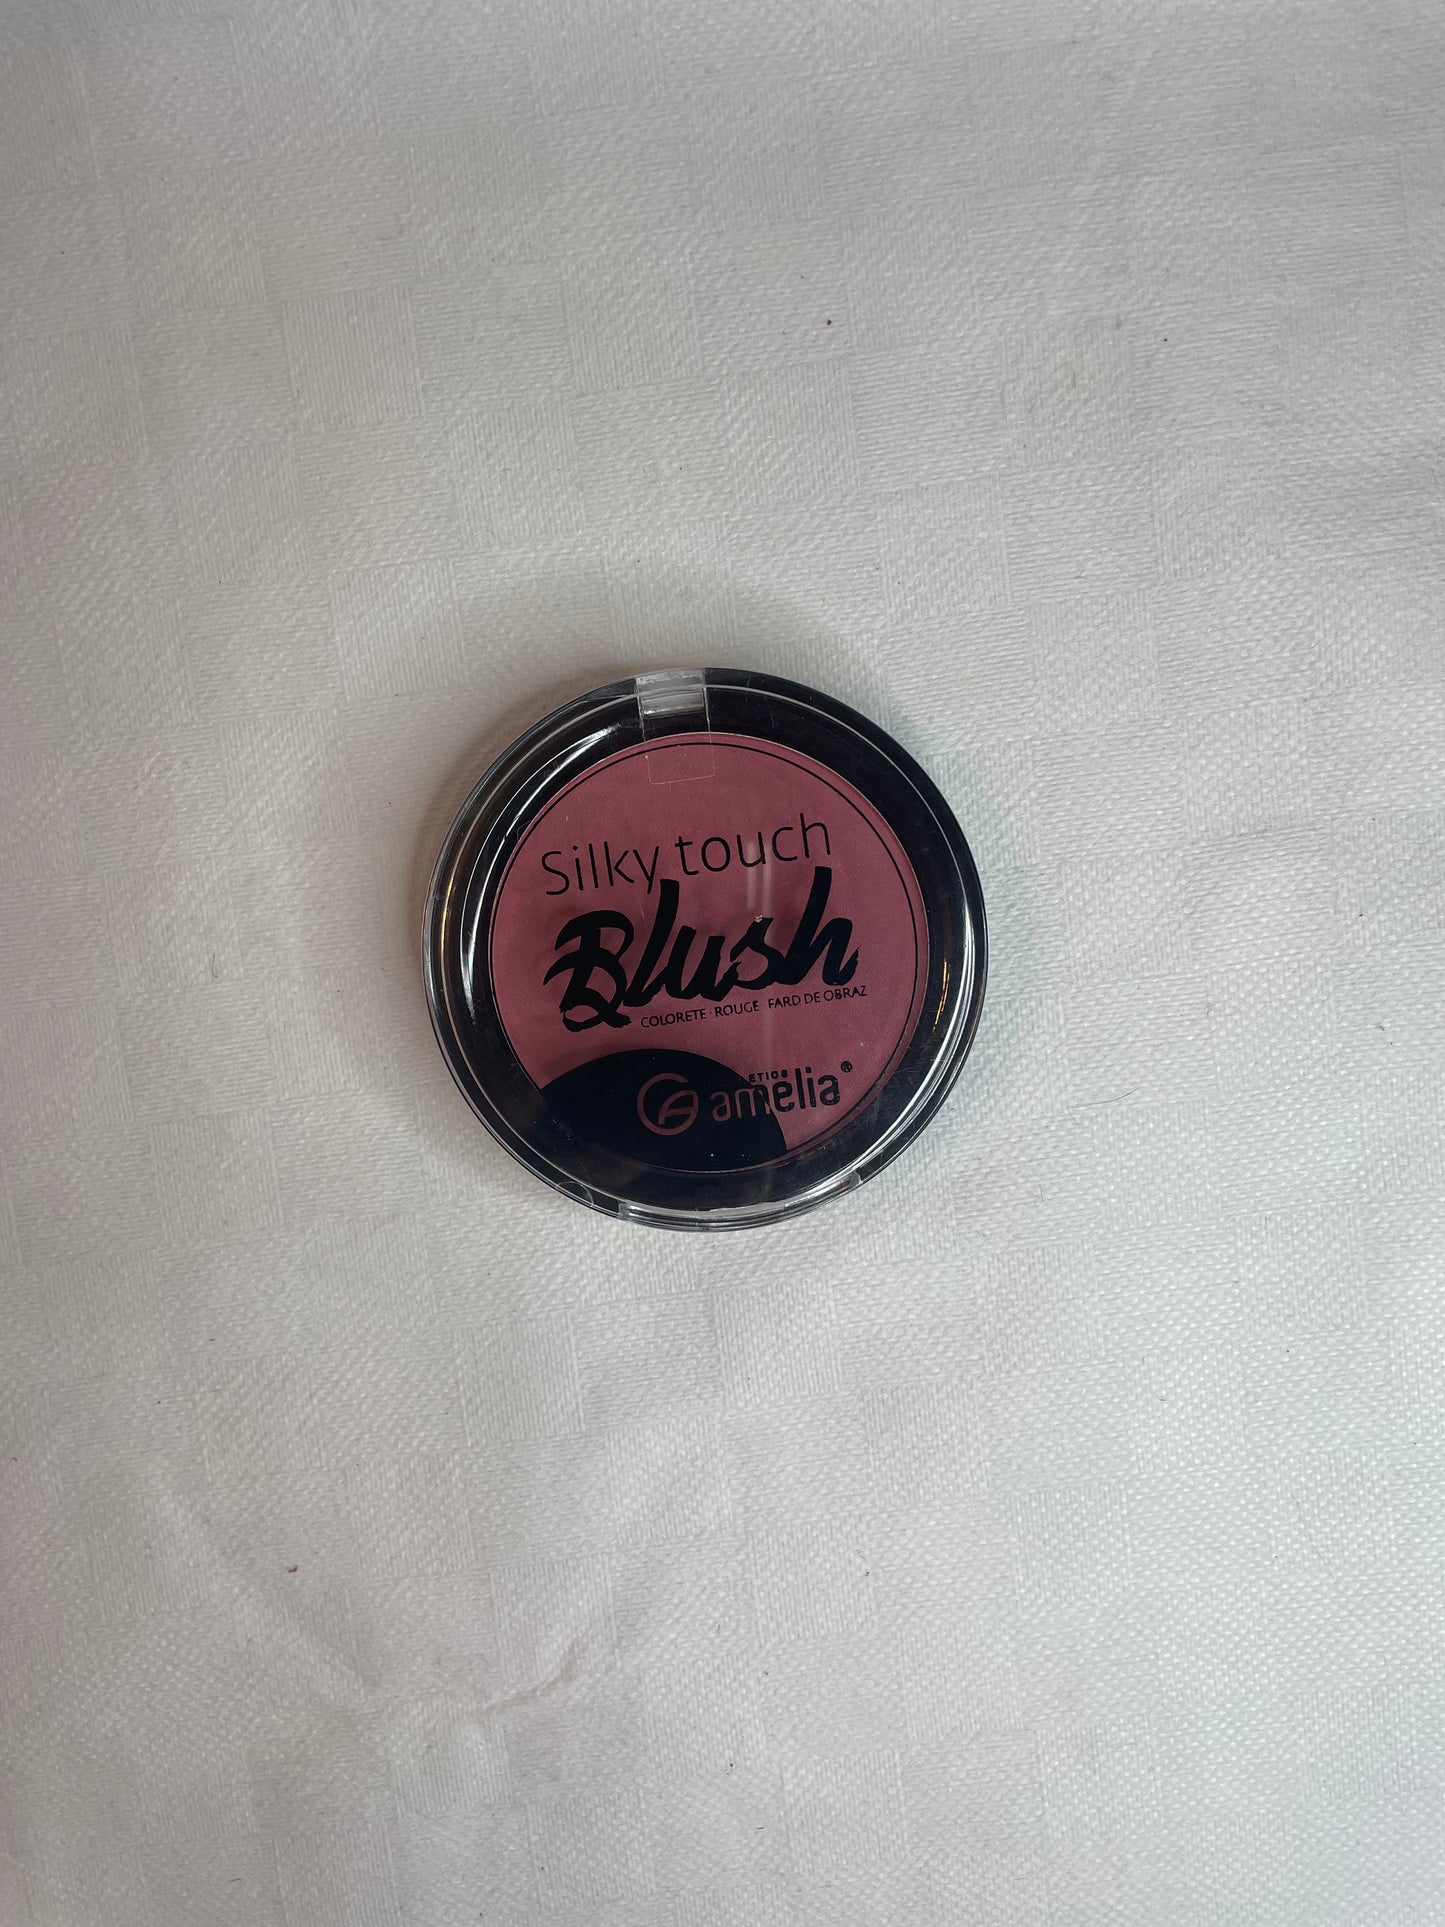 Silky touch
Blush
COLORETE · ROUGE FARD DE OBRAZ
amelia®